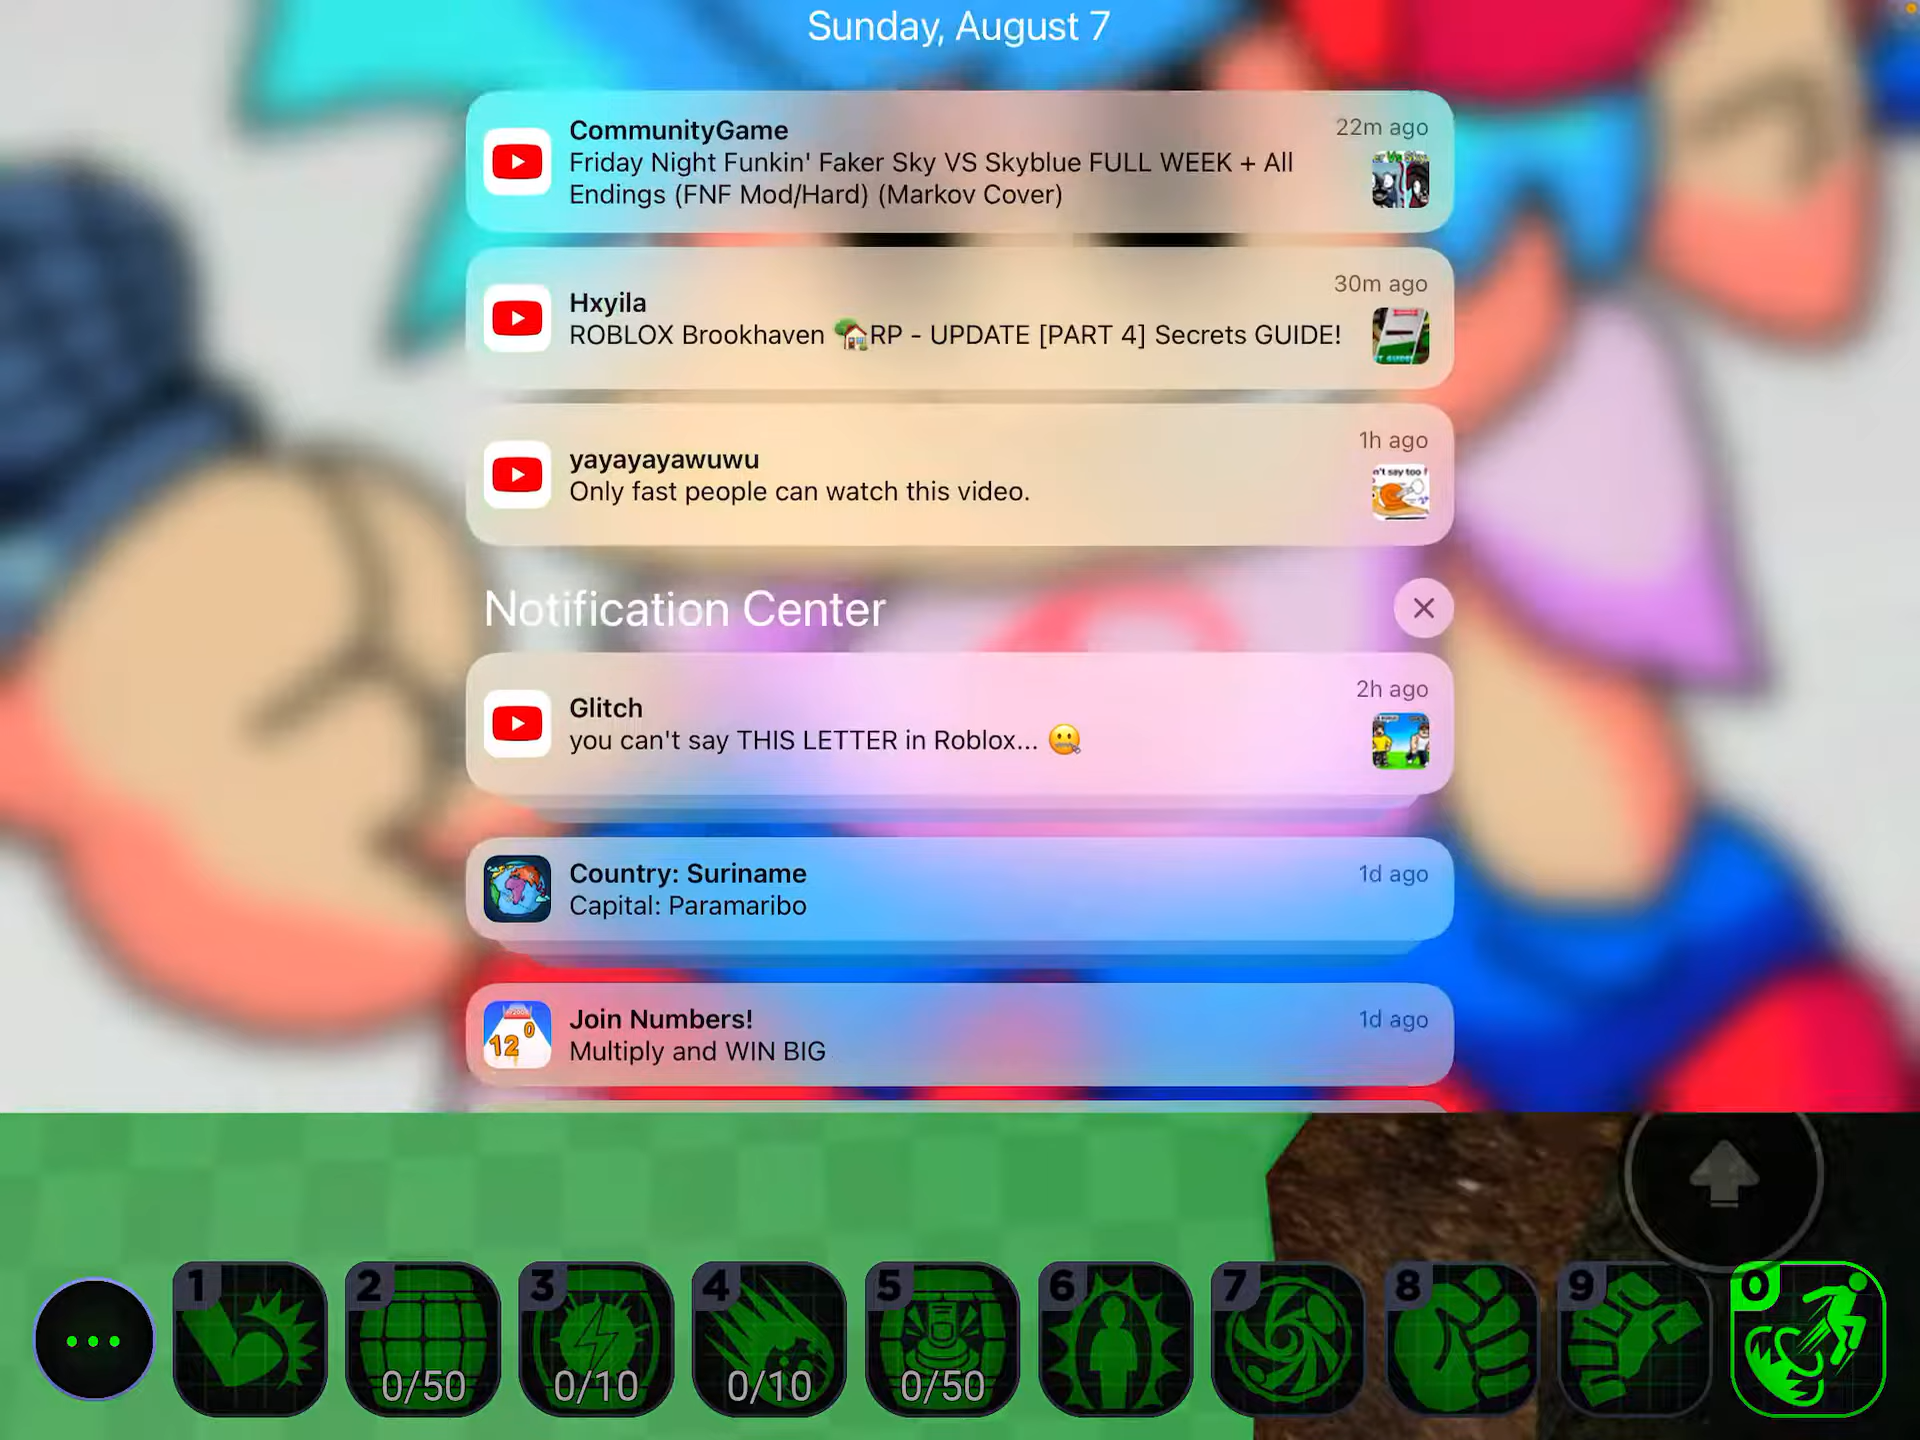 Sunday, August 7
CommunityGame
22m ago
Friday Night Funkin' Faker Sky VS Skyblue FULL WEEK + All
Endings (FNF Mod/Hard) (Markov Cover)
Hxyila
30m ago
ROBLOX Brookhaven 🏡RP - UPDATE [PART 4] Secrets GUIDE!
yayayayawuwu
1h ago
Only fast people can watch this video.
n't say too
Notification Center
Glitch
2h ago
you can't say THIS LETTER in Roblox... 🤐
Country: Suriname
1d ago
Capital: Paramaribo
Join Numbers!
1d ago
Multiply and WIN BIG
12 0
1 2 3 4 5 6 7 8 9 0
0/50 0/10 0/10 0/50